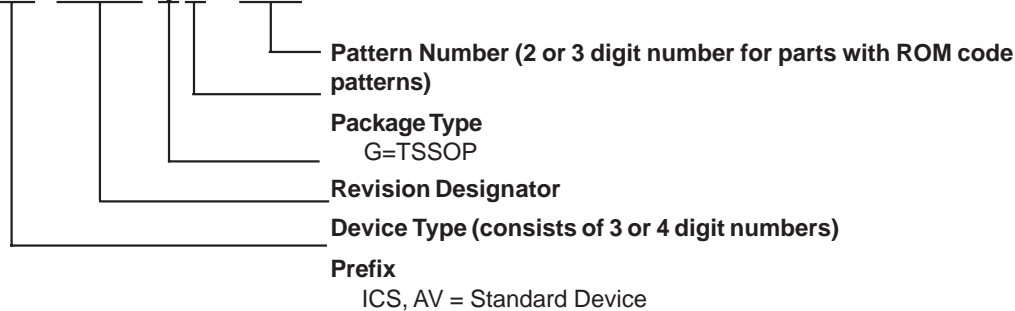 Pattern Number (2 or 3 digit number for parts with ROM code
patterns)
Package Type
G=TSSOP
Revision Designator
Device Type (consists of 3 or 4 digit numbers)
Prefix
ICS, AV = Standard Device